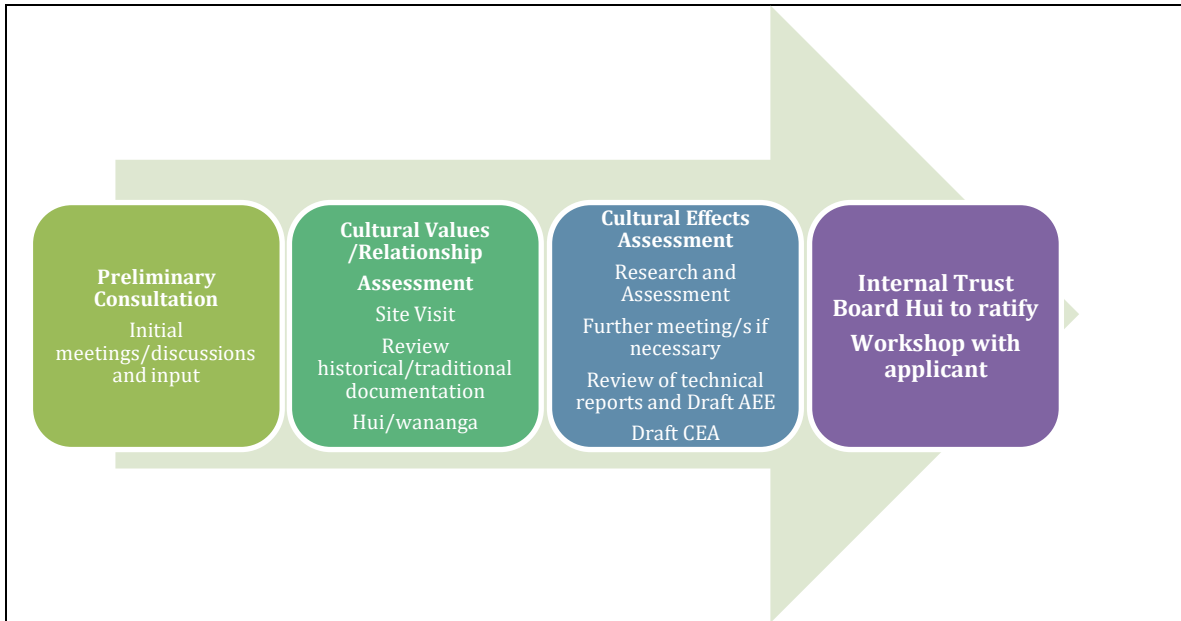 Preliminary
Consultation
Initial
meetings/discussions
and input
Cultural Values
/Relationship
Assessment
Site Visit
Review
historical/traditional
documentation
Hui/wananga
Cultural Effects
Assessment
Research and
Assessment
Further meeting/s if
necessary
Review of technical
reports and Draft AEE
Draft CEA
Internal Trust
Board Hui to ratify
Workshop with
applicant